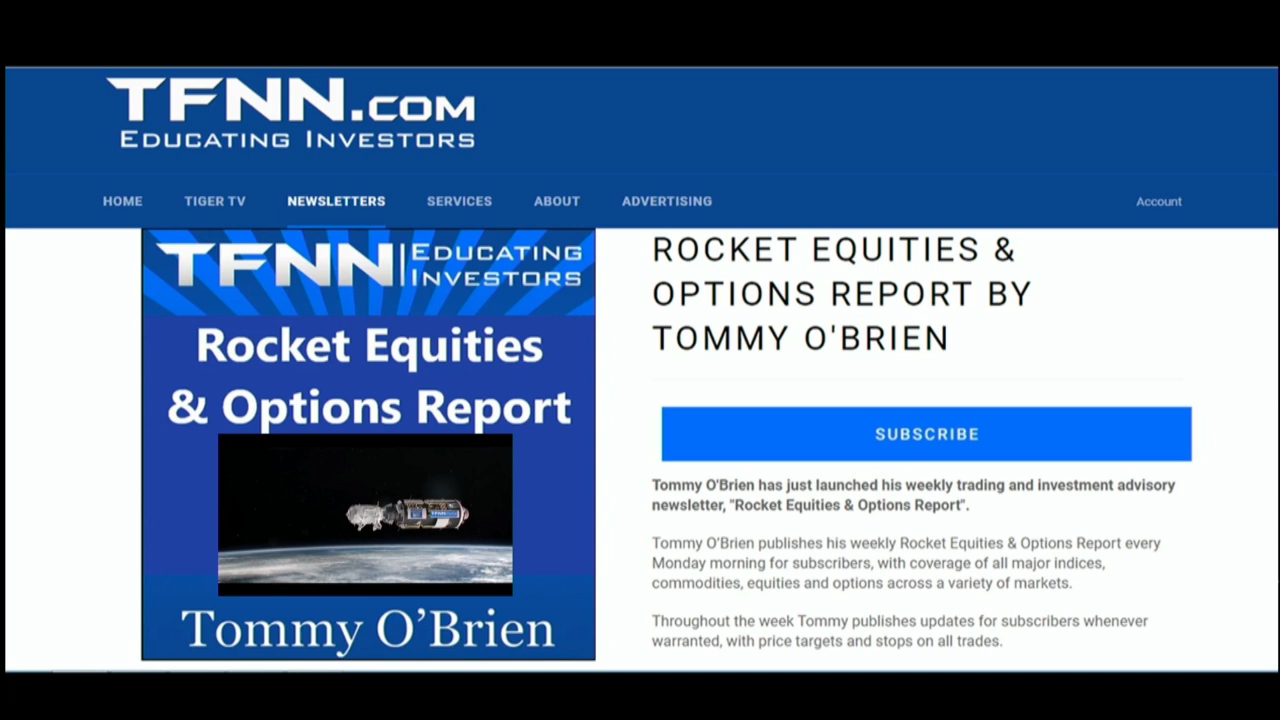 TFNN.COM
EDUCATING INVESTORS
HOME TIGER TV NEWSLETTERS SERVICES ABOUT ADVERTISING Account
TFNN EDUCATING
INVESTORS
Rocket Equities
& Options Report
TFNN
Tommy O’Brien
ROCKET EQUITIES &
OPTIONS REPORT BY
TOMMY O'BRIEN
SUBSCRIBE
Tommy O'Brien has just launched his weekly trading and investment advisory
newsletter, "Rocket Equities & Options Report".
Tommy O’Brien publishes his weekly Rocket Equities & Options Report every
Monday morning for subscribers, with coverage of all major indices,
commodities, equities and options across a variety of markets.
Throughout the week Tommy publishes updates for subscribers whenever
warranted, with price targets and stops on all trades.